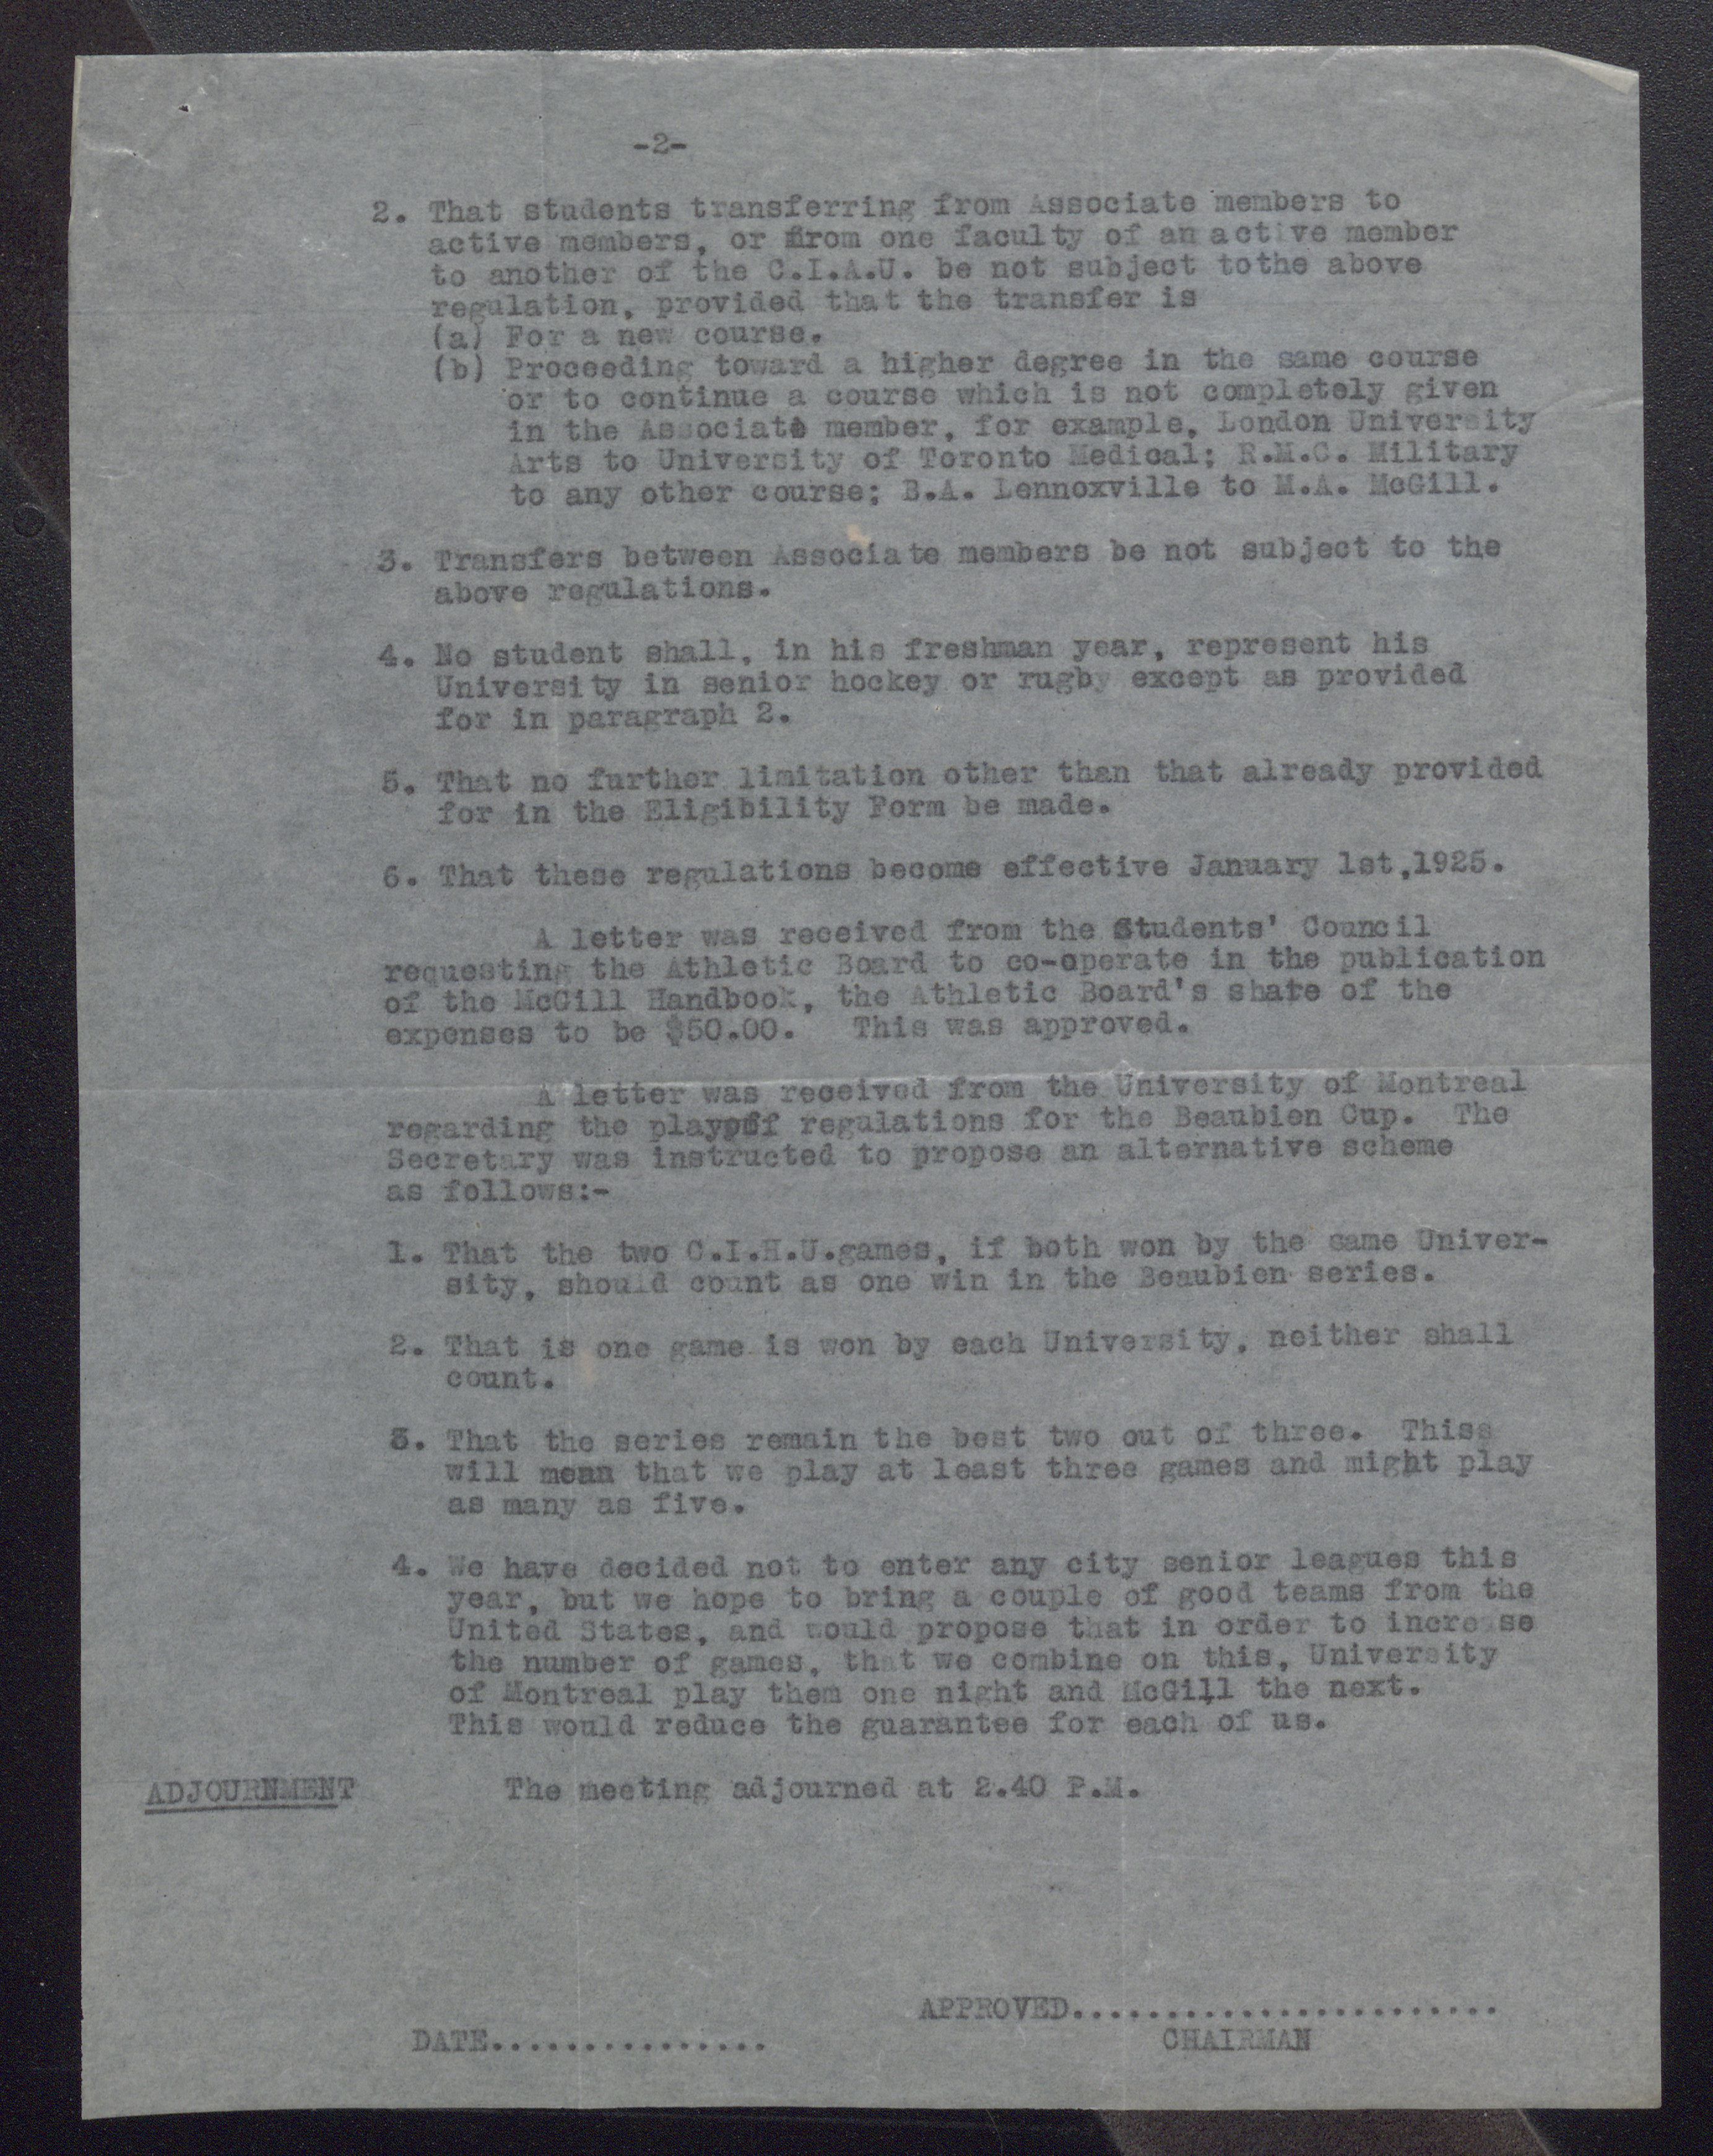 -2-
2. That students transferring from Associate members to
active members, or from one faculty of an active member
to another of the C.I.A.U. be not subject tothe above
regulation, provided that the transfer is
(a) For a new course.
(b) Proceeding toward a higher degree in the same course
or to continue a course which is not completely given
in the Associate member, for example, London University
Arts to University of Toronto Medical; R.M.C. Military
to any other course; B.A. Lennoxville to M.A. McGill.
3. Transfers between Associate members be not subject to the
above regulations.
4. No student shall, in his freshman year, represent his
University in senior hockey or rugby except as provided
for in paragraph 2.
5. That no further limitation other than that already provided
for in the Eligibility Form be made.
6. That these regulations become effective January 1st,1925.
A letter was received from the Students' Council
requesting the Athletic Board to co-operate in the publication
of the McGill Handbook, the Athletic Board's share of the
expenses to be $50.00. This was approved.
A letter was received from the University of Montreal
regarding the playoff regulations for the Beaubien Cup. The
Secretary was instructed to propose an alternative scheme
as follows:-
1. That the two C.I.H.U.games, if both won by the same Univer-
sity, should count as one win in the Beaubien series.
2. That is one game is won by each University, neither shall
count.
3. That the series remain the best two out of three. Thiss
will mean that we play at least three games and might play
as many as five.
4. We have decided not to enter any city senior leagues this
year, but we hope to bring a couple of good teams from the
United States, and would propose that in order to increase
the number of games, that we combine on this, University
of Montreal play them one night and McGill the next.
This would reduce the guarantee for each of us.
ADJOURNMENT The meeting adjourned at 2.40 P.M.
APPROVED.......................
DATE............... CHAIRMAN